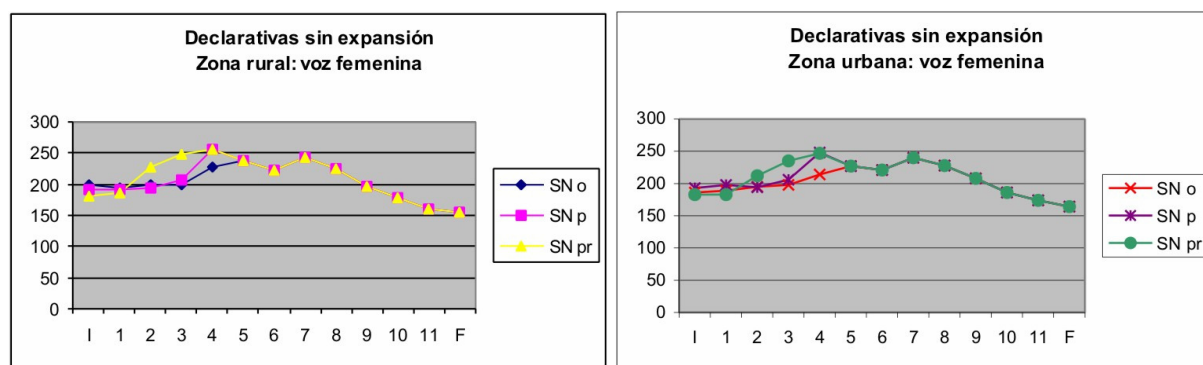 Declarativas sin expansión
Zona rural: voz femenina
300
250
200
150
100
50
0
I 1 2 3 4 5 6 7 8 9 10 11 F
SN o
SN p
SN pr
Declarativas sin expansión
Zona urbana: voz femenina
300
250
200
150
100
50
0
I 1 2 3 4 5 6 7 8 9 10 11 F
SN o
SN p
SN pr